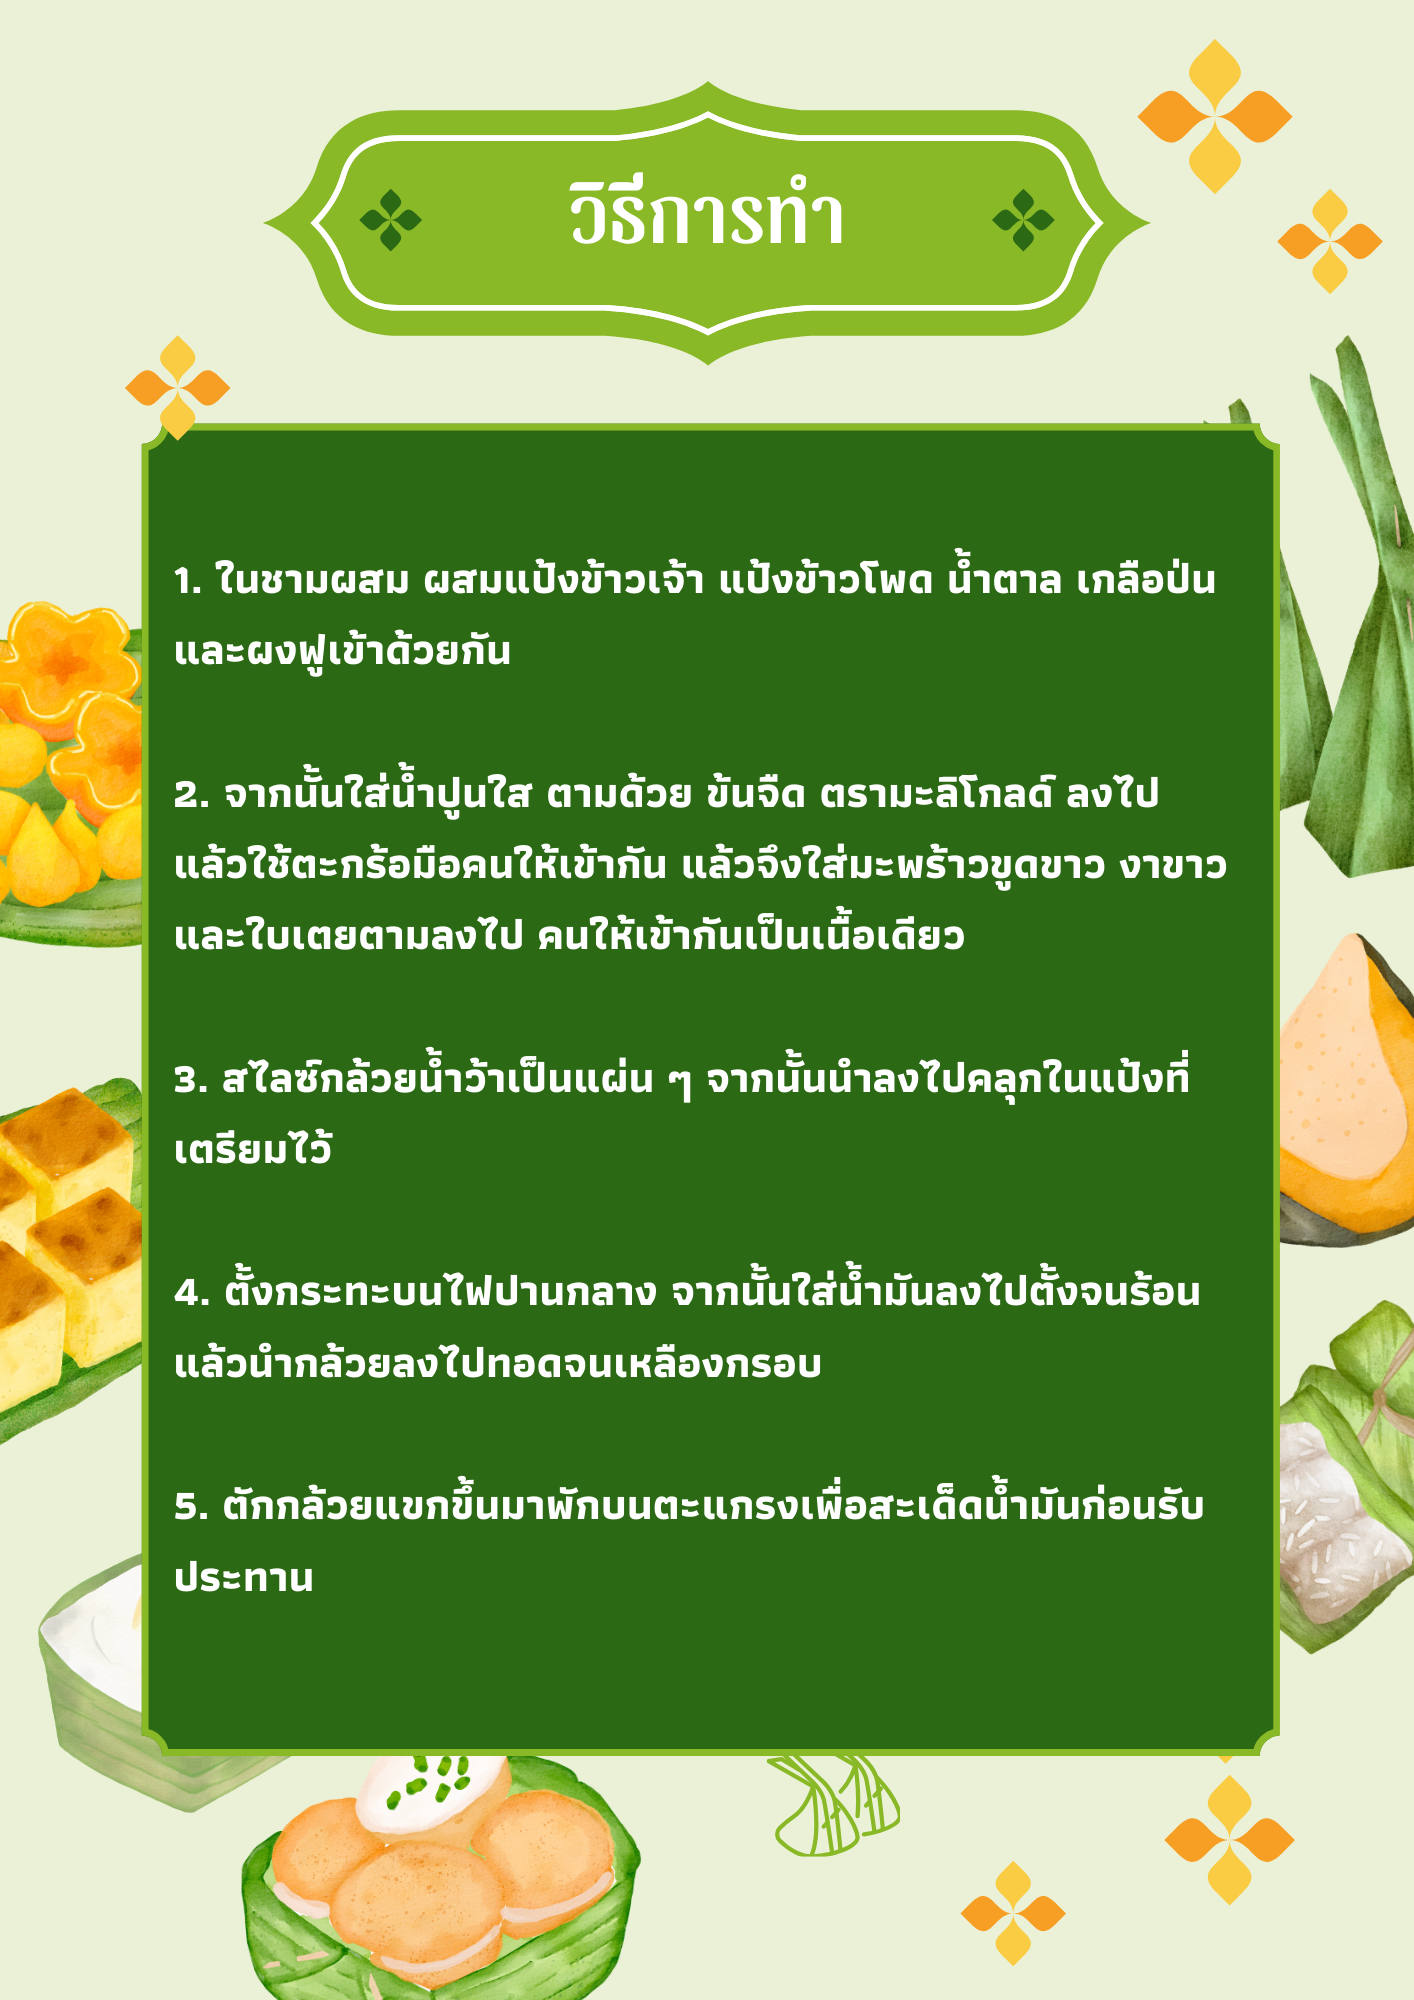 วิธีการทำ
1. ในชามผสม ผสมแป้งข้าวเจ้า แป้งข้าวโพด น้ำตาล เกลือป่น
และผงฟูเข้าด้วยกัน
2. จากนั้นใส่น้ำปูนใส ตามด้วย ข้นจืด ตรามะลิโกลด์ ลงไป
แล้วใช้ตะกร้อมือคนให้เข้ากัน แล้วจึงใส่มะพร้าวขูดขาว งาขาว
และใบเตยตามลงไป คนให้เข้ากันเป็นเนื้อเดียว
3. สไลซ์กล้วยน้ำว้าเป็นแผ่น ๆ จากนั้นนำลงไปคลุกในแป้งที่
เตรียมไว้
4. ตั้งกระทะบนไฟปานกลาง จากนั้นใส่น้ำมันลงไปตั้งจนร้อน
แล้วนำกล้วยลงไปทอดจนเหลืองกรอบ
5. ตักกล้วยแขกขึ้นมาพักบนตะแกรงเพื่อสะเด็ดน้ำมันก่อนรับ
ประทาน